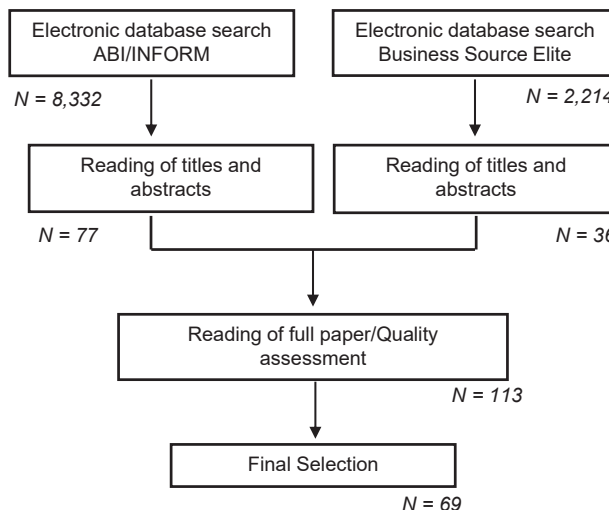 Electronic database search
ABI/INFORM
Electronic database search
Business Source Elite
N = 8,332
N = 2,214
Reading of titles and
abstracts
Reading of titles and
abstracts
N = 77
N = 36
Reading of full paper/Quality
assessment
N = 113
Final Selection
N = 69